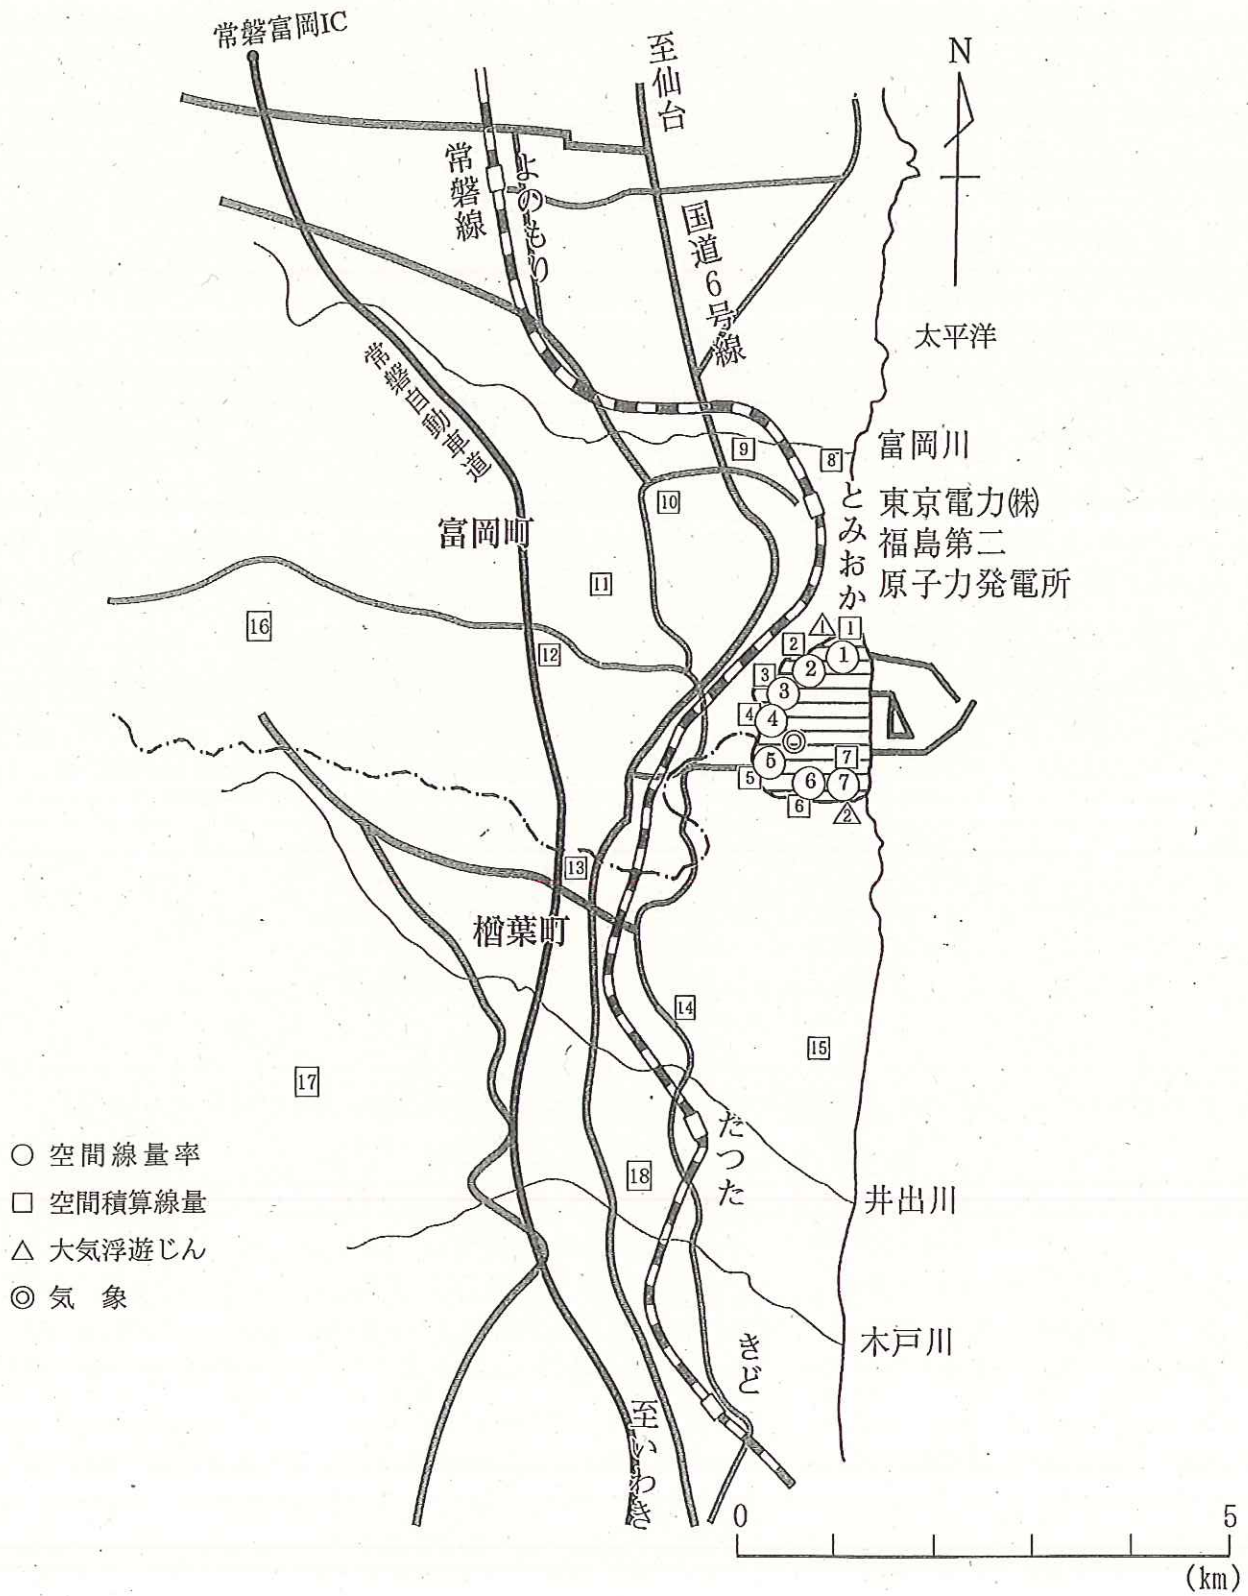 常磐富岡IC
至仙台
N
常磐線
よのもり
国道6号線
太平洋
常磐自動車道
富岡川
9
8
10
とみおか
東京電力㈱
福島第二
原子力発電所
富岡町
11
16
12
1
1
2
1
2
3
3
4
4
5
5
6
7
6
7
2
13
楢葉町
14
15
17
だつた
18
井出川
○ 空間線量率
□ 空間積算線量
△ 大気浮遊じん
◎ 気 象
木戸川
きど
至いわき
0
5
(km)